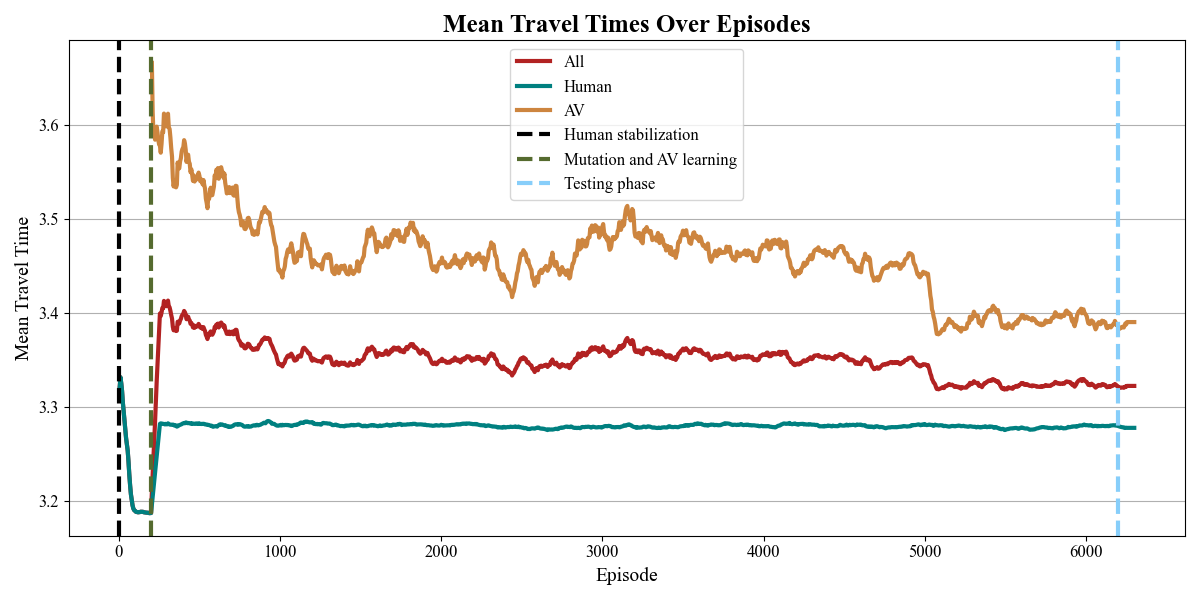 Mean Travel Times Over Episodes
All
Human
AV
Human stabilization
Mutation and AV learning
Testing phase
Mean Travel Time
3.6
3.5
3.4
3.3
3.2
0 1000 2000 3000 4000 5000 6000
Episode